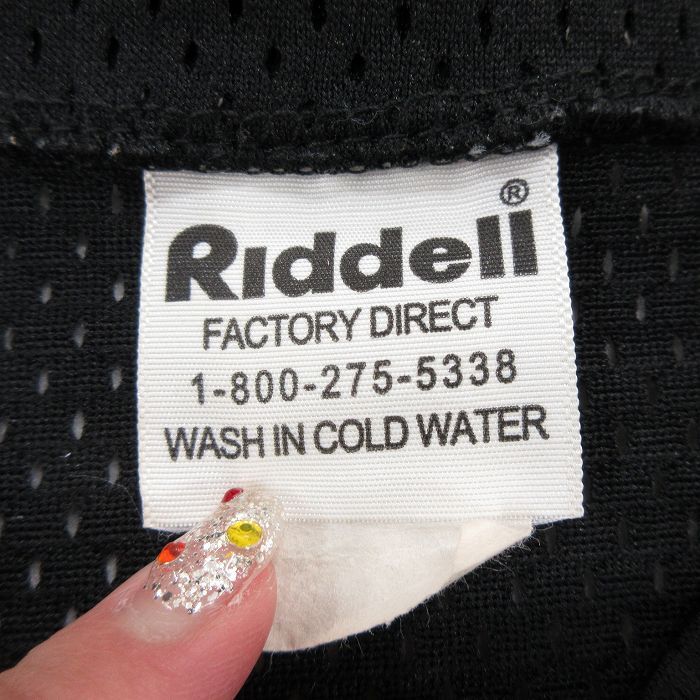 Riddell®
FACTORY DIRECT
1-800-275-5338
WASH IN COLD WATER